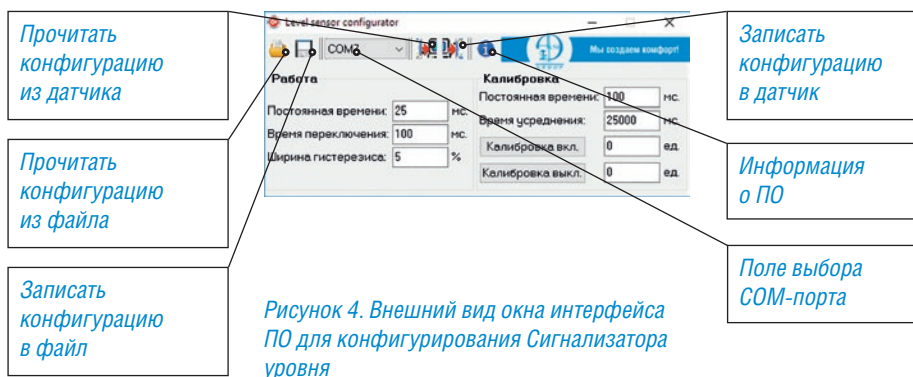 Прочитать
конфигурацию
из датчика
Прочитать
конфигурацию
из файла
Записать
конфигурацию
в файл
Level sensor configurator
COM3
Мы создаем комфорт!
Работа
Постоянная времени: 25 мс.
Время переключения: 100 мс.
Ширина гистерезиса: 5 %
Калибровка
Постоянная времени: 100 мс.
Время усреднения: 25000 мс.
Калибровка вкл. 0 ед.
Калибровка выкл. 0 ед.
Записать
конфигурацию
в датчик
Информация
о ПО
Поле выбора
COM-порта
Рисунок 4. Внешний вид окна интерфейса
ПО для конфигурирования Сигнализатора
уровня